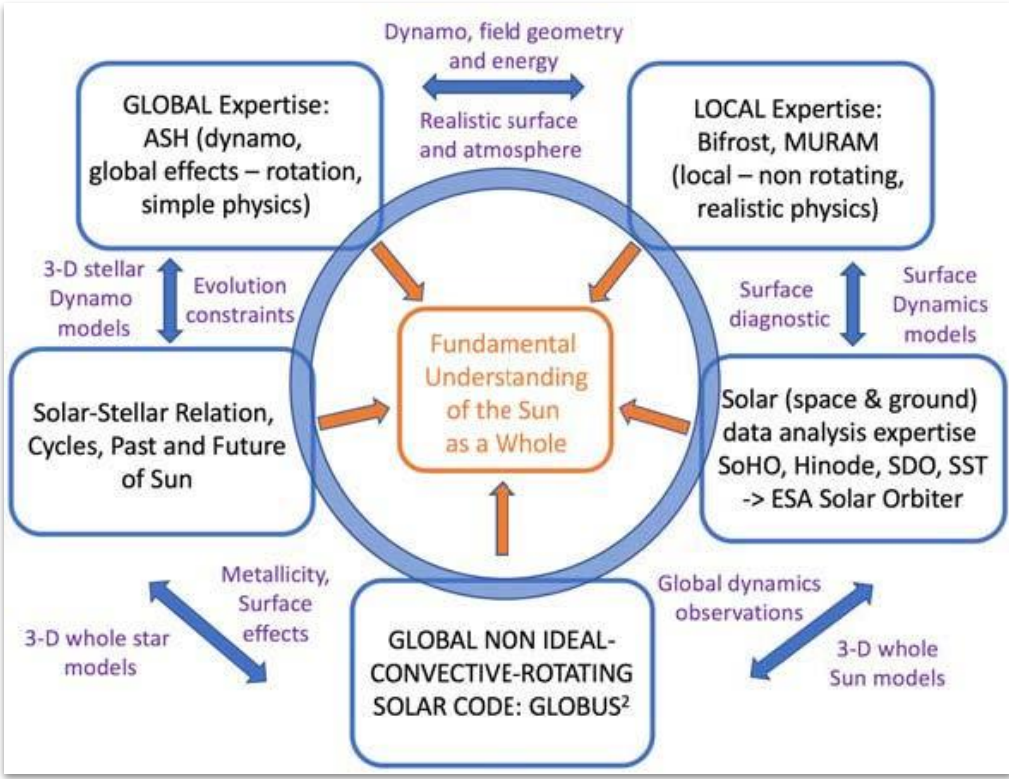 Dynamo, field geometry
and energy
GLOBAL Expertise:
ASH (dynamo,
global effects – rotation,
simple physics)
Realistic surface
and atmosphere
LOCAL Expertise:
Bifrost, MURAM
(local – non rotating,
realistic physics)
3-D stellar
Dynamo
models
Evolution
constraints
Surface
diagnostic
Surface
Dynamics
models
Fundamental
Understanding
of the Sun
as a Whole
Solar-Stellar Relation,
Cycles, Past and Future
of Sun
Solar (space & ground)
data analysis expertise
SoHO, Hinode, SDO, SST
-> ESA Solar Orbiter
Metallicity,
Surface
effects
3-D whole star
models
GLOBAL NON IDEAL-
CONVECTIVE-ROTATING
SOLAR CODE: GLOBUS²
Global dynamics
observations
3-D whole
Sun models